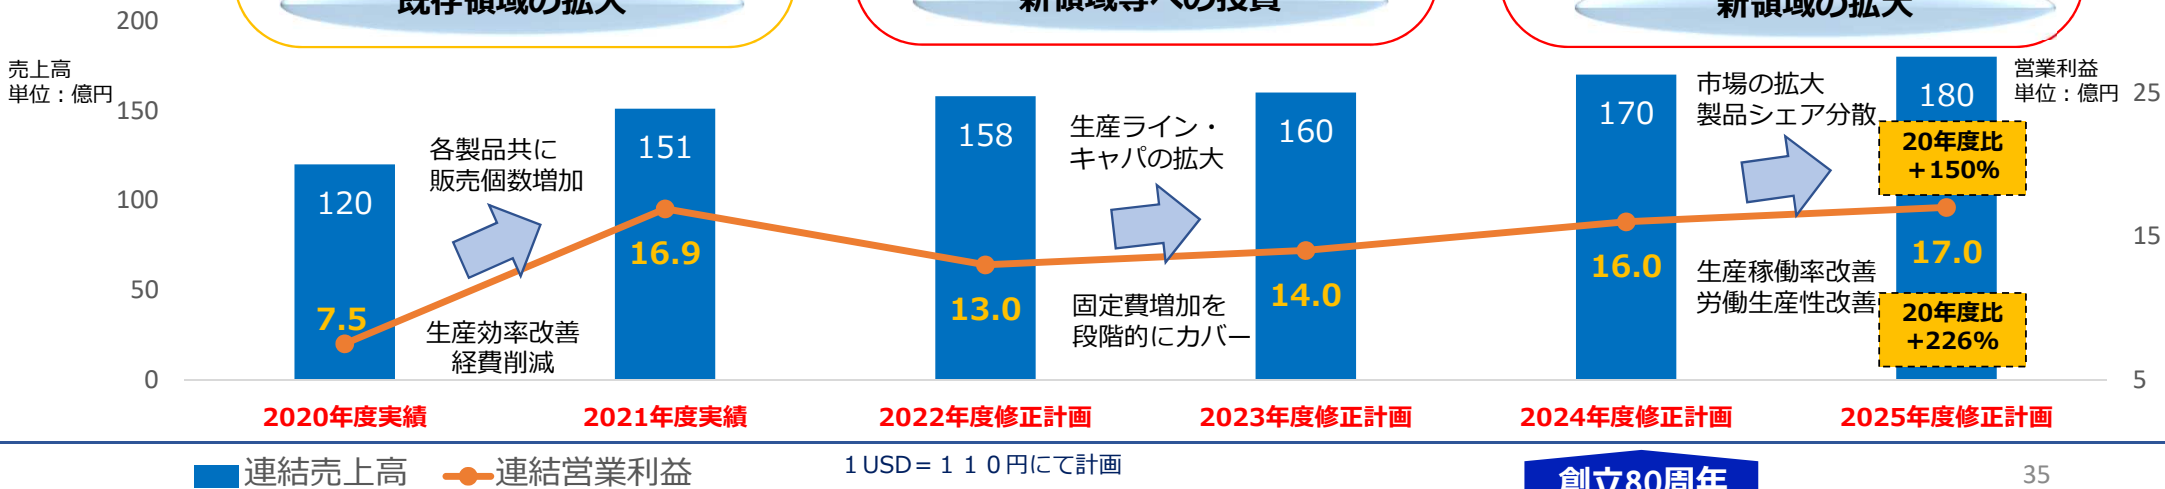 既存領域の拡大
新領域等への投資
新領域の拡大
売上高
単位：億円
営業利益
単位：億円
200
150
100
50
0
25
15
5
120
151
158
160
170
180
7.5
16.9
13.0
14.0
16.0
17.0
各製品共に
販売個数増加
生産効率改善
経費削減
生産ライン・
キャパの拡大
固定費増加を
段階的にカバー
市場の拡大
製品シェア分散
生産稼働率改善
労働生産性改善
20年度比
＋150%
20年度比
+226%
2020年度実績
2021年度実績
2022年度修正計画
2023年度修正計画
2024年度修正計画
2025年度修正計画
連結売上高
連結営業利益
１USD＝１１０円にて計画
創立80周年
35